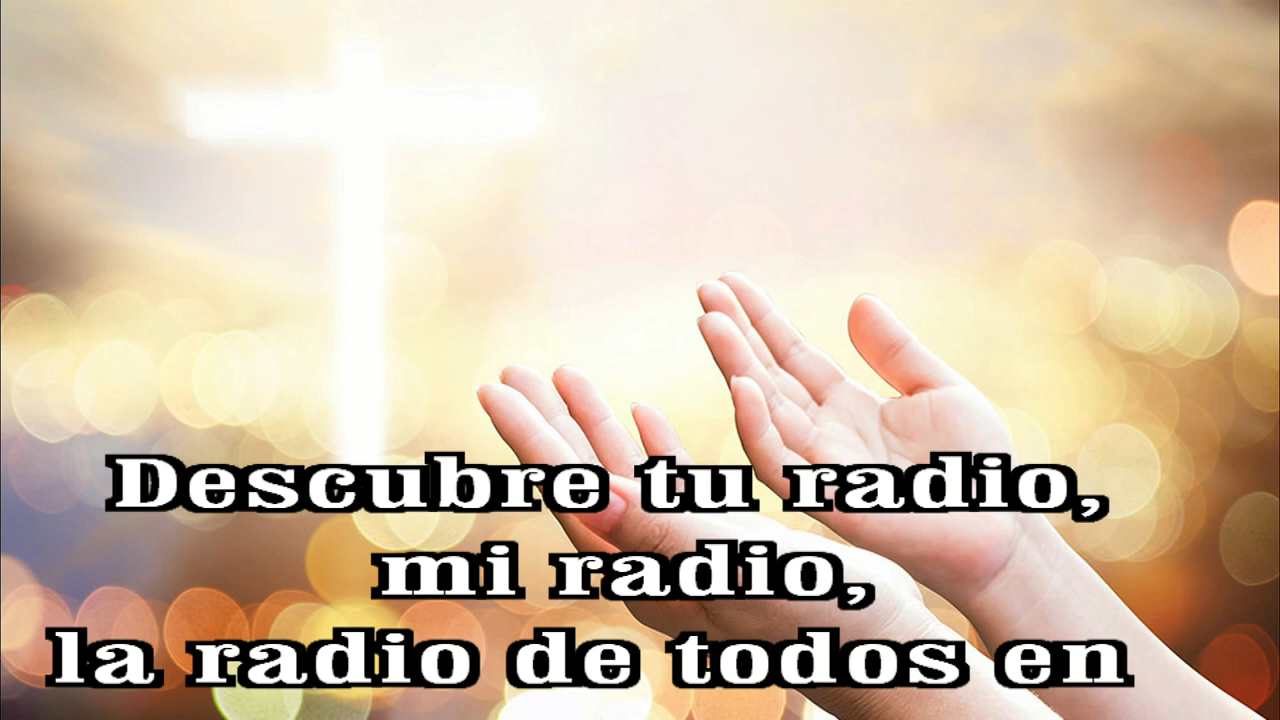 Descubre tu radio,
mi radio,
la radio de todos en